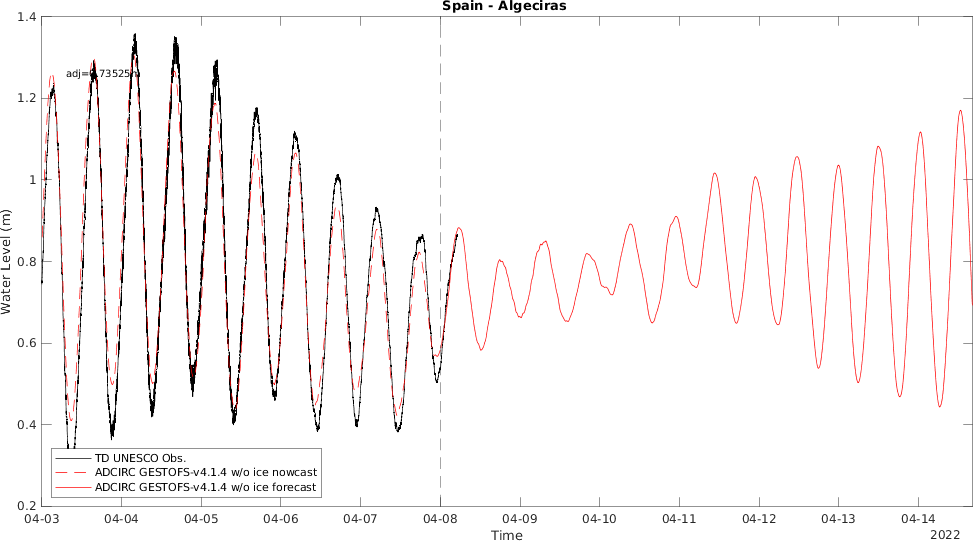 Spain - Algeciras
1.4
1.2
1
0.8
0.6
0.4
0.2
Water Level (m)
adj=0.73525m
TD UNESCO Obs.
ADCIRC GESTOFS-v4.1.4 w/o ice nowcast
ADCIRC GESTOFS-v4.1.4 w/o ice forecast
04-03 04-04 04-05 04-06 04-07 04-08 04-09 04-10 04-11 04-12 04-13 04-14
Time
2022